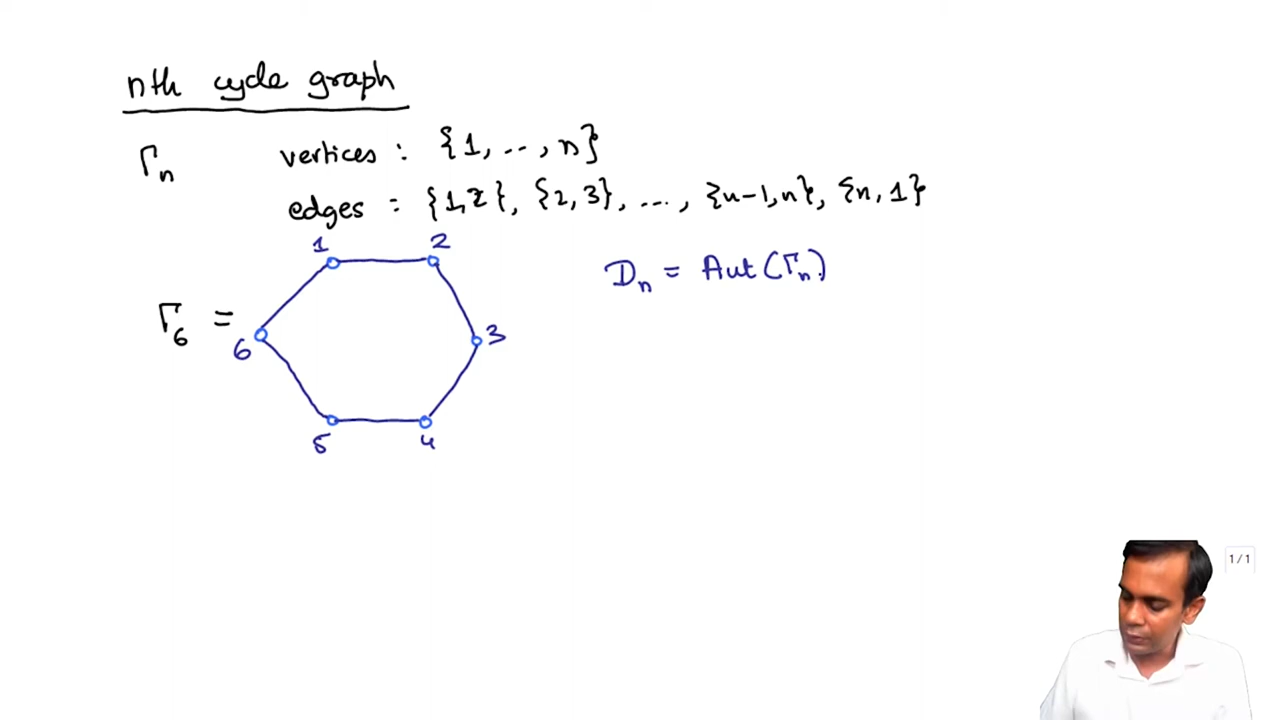 nth cycle graph
Γn vertices : {1, ..., n}
edges : {1,2}, {2,3}, ..., {n-1,n}, {n,1}
1 2
Dn = Aut(Γn)
Γ6 =
6
3
5 4
1/1